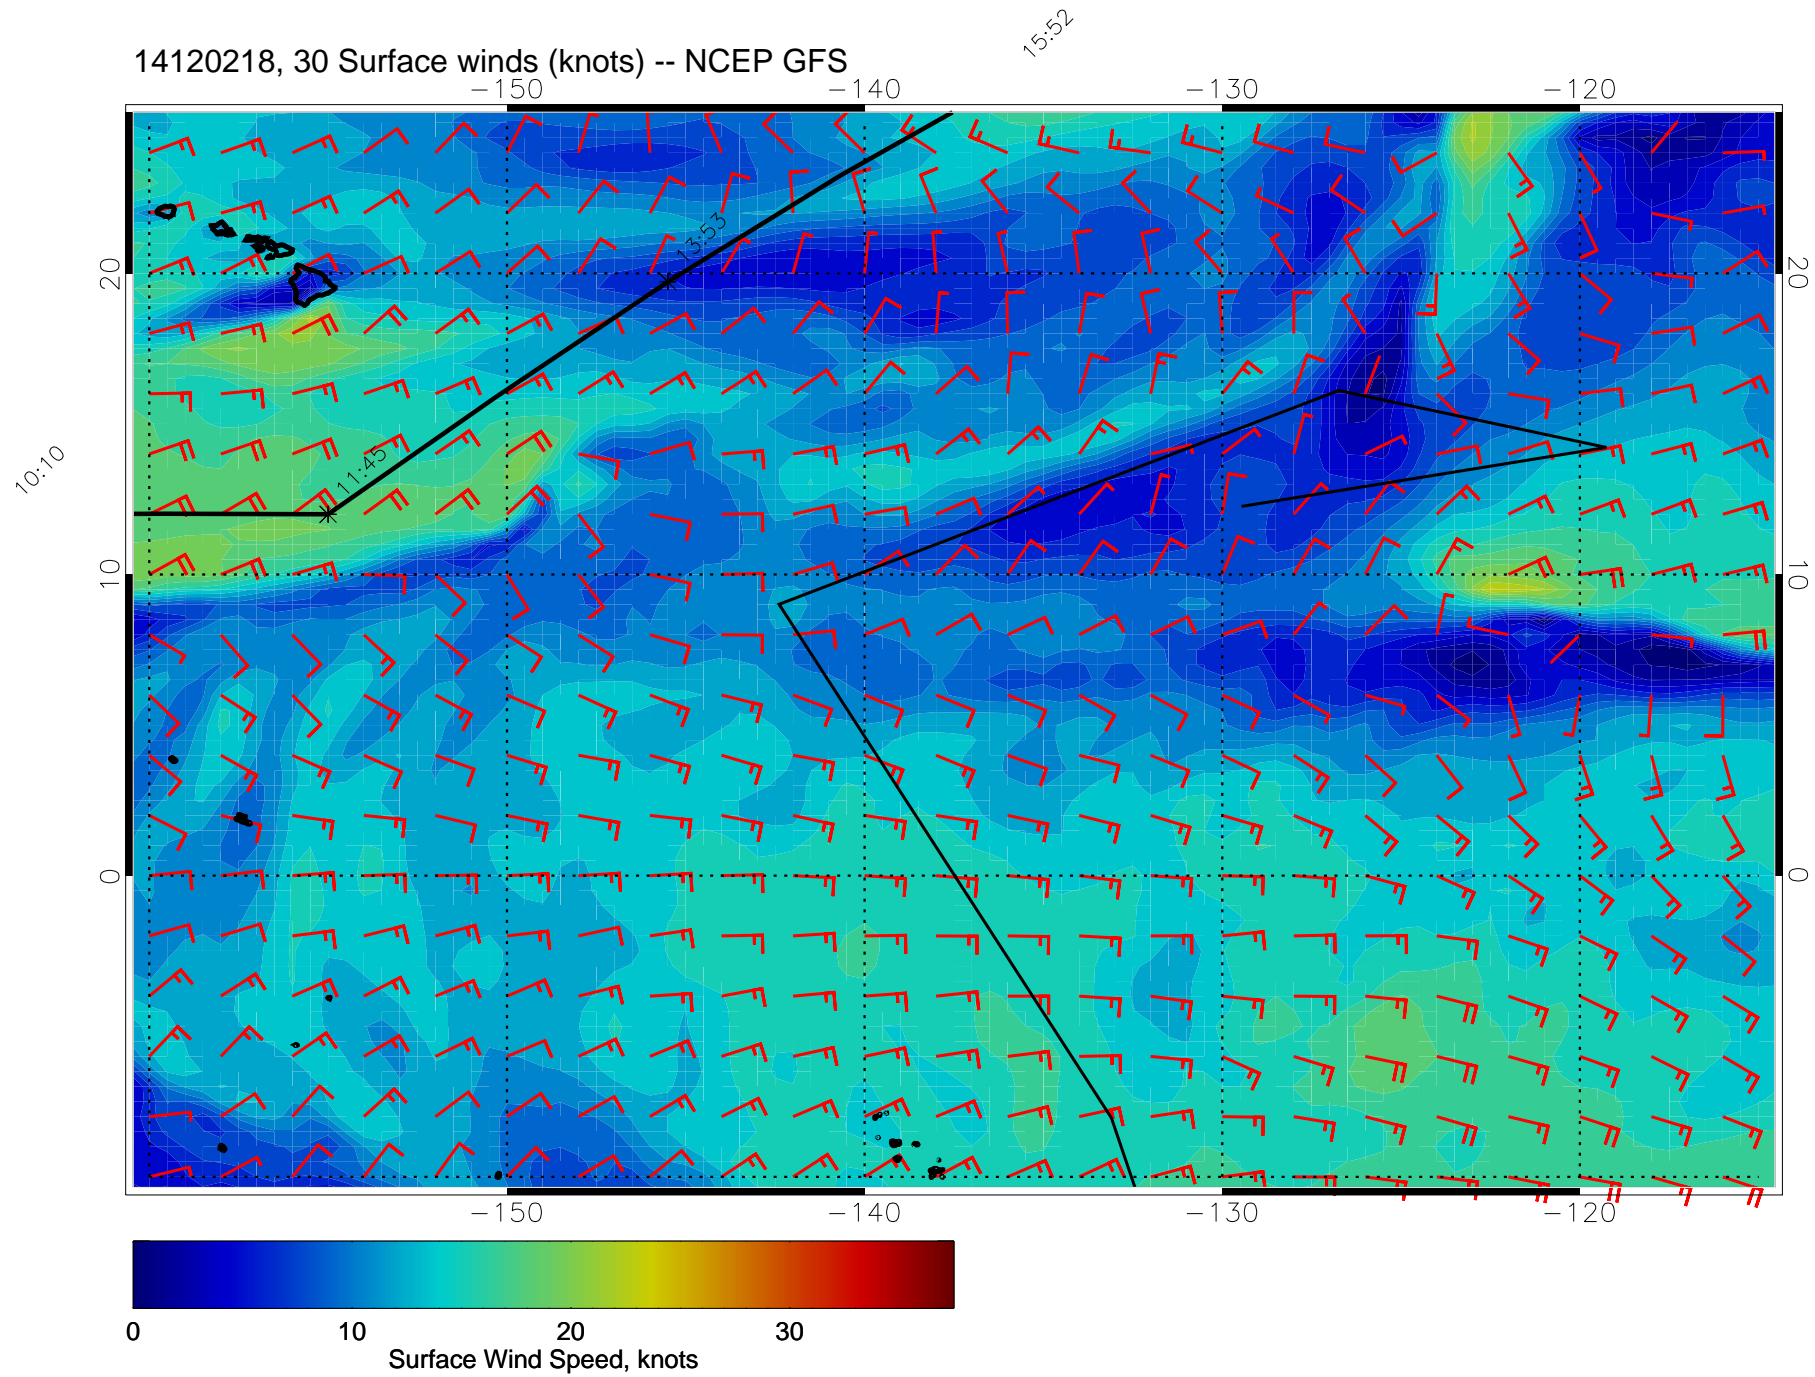 15:52
14120218, 30 Surface winds (knots) -- NCEP GFS
-150 -140 -130 -120
13:53
20 20
11:45
10:10
10 10
0 0
-150 -140 -130 -120
0 10 20 30
Surface Wind Speed, knots